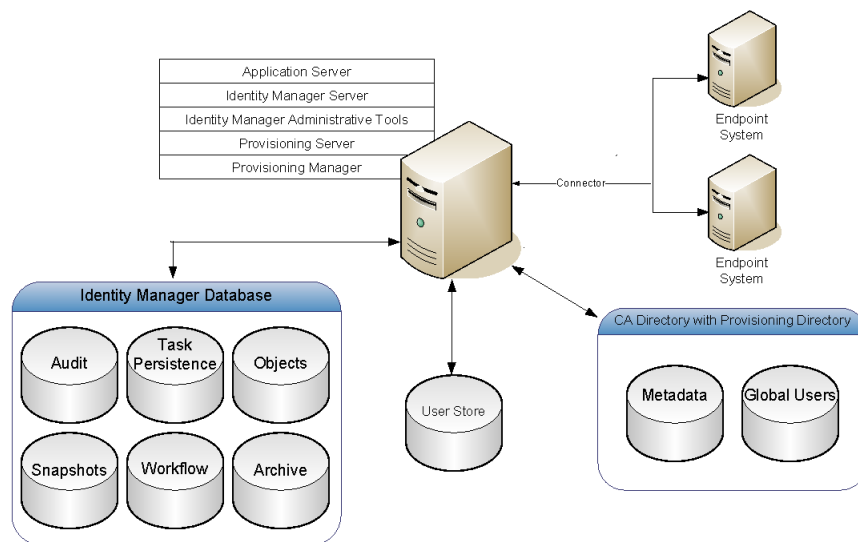 Application Server
Identity Manager Server
Identity Manager Administrative Tools
Provisioning Server
Provisioning Manager
Endpoint
System
Connector
Endpoint
System
Identity Manager Database
Audit
Task
Persistence
Objects
Snapshots
Workflow
Archive
User Store
CA Directory with Provisioning Directory
Metadata
Global Users